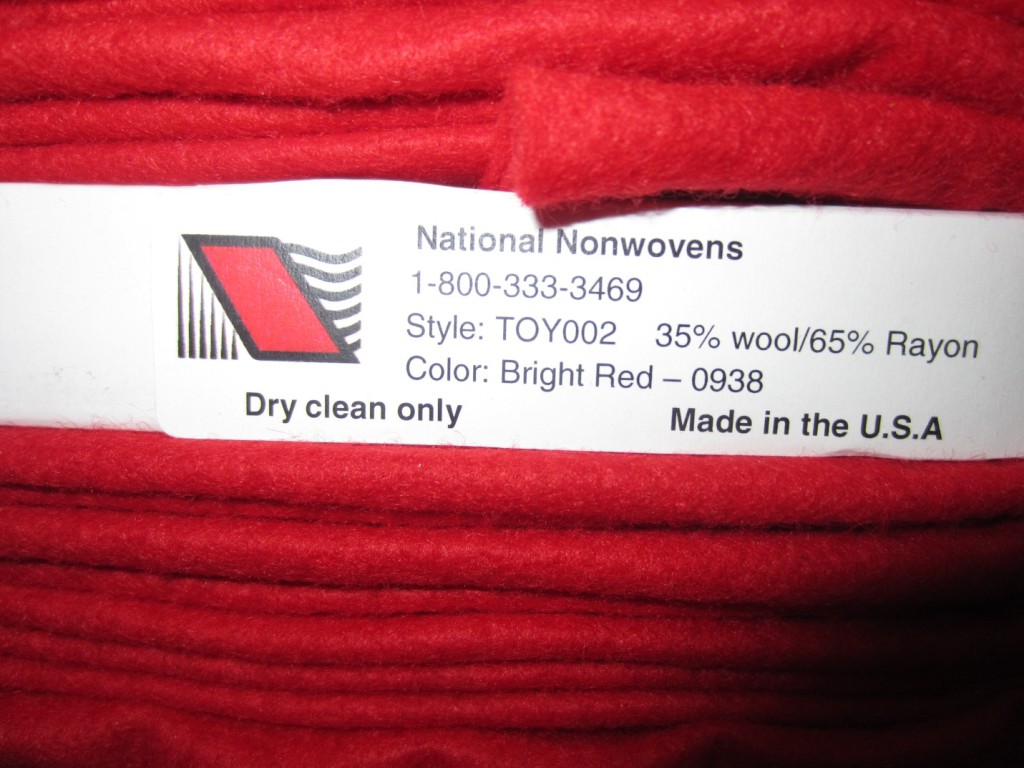 National Nonwovens
1-800-333-3469
Style: TOY002 35% wool/65% Rayon
Color: Bright Red – 0938
Dry clean only Made in the U.S.A